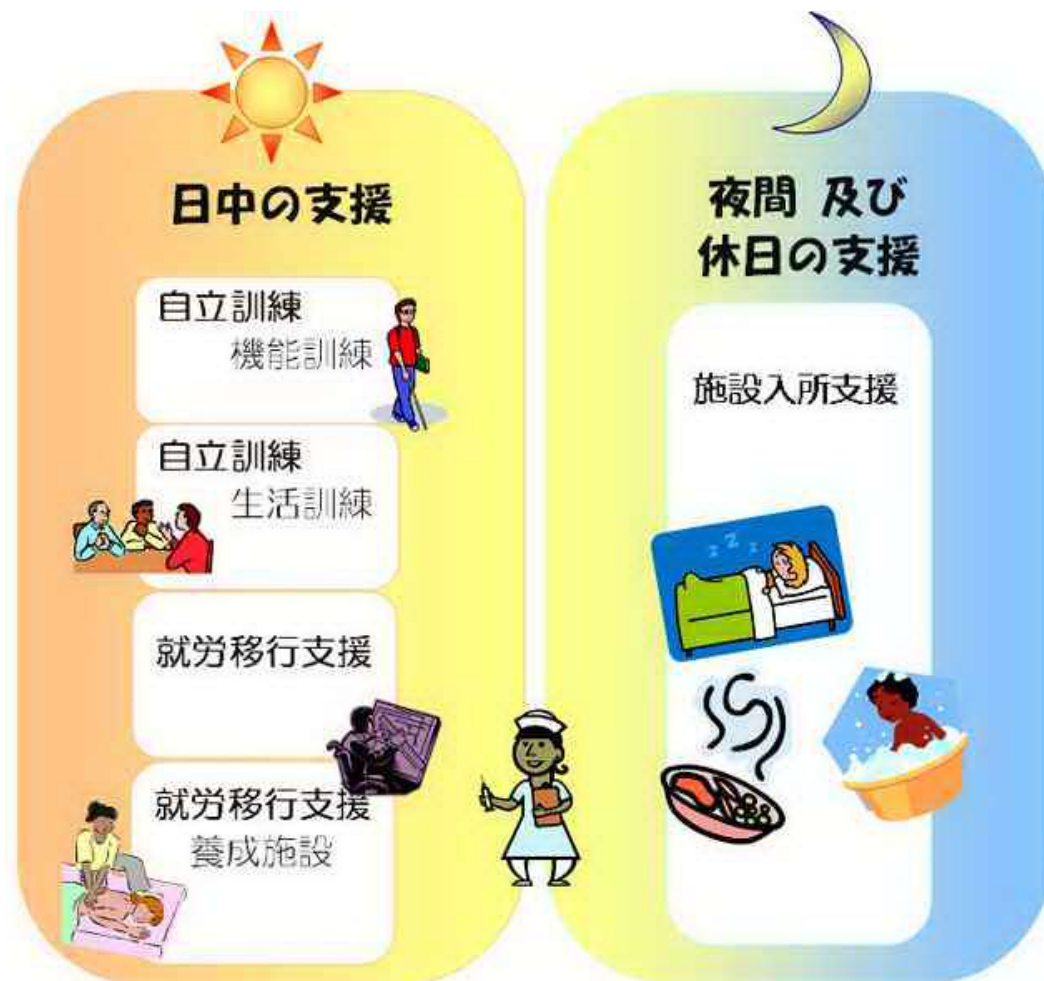 日中の支援
自立訓練
機能訓練
自立訓練
生活訓練
就労移行支援
就労移行支援
養成施設
夜間 及び
休日の支援
施設入所支援
z z z